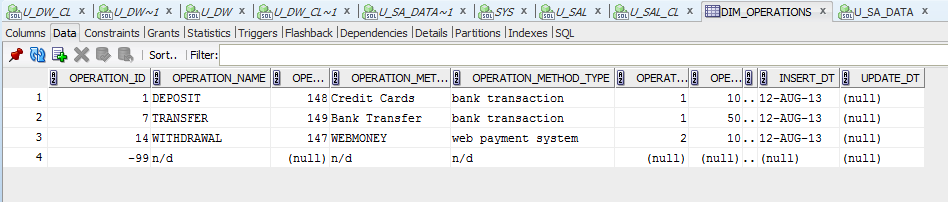 U_DW_CL x U_DW~1 x U_DW x U_DW_CL~1 x U_SA_DATA~1 x SYS x U_SAL x U_SAL_CL x DIM_OPERATIONS x U_SA_DATA x
Columns Data Constraints Grants Statistics Triggers Flashback Dependencies Details Partitions Indexes SQL
Sort.. Filter:
OPERATION_ID OPERATION_NAME OPE... OPERATION_MET... OPERATION_METHOD_TYPE OPERAT... OPE... INSERT_DT UPDATE_DT
1 1 DEPOSIT 148 Credit Cards bank transaction 1 10.. 12-AUG-13 (null)
2 7 TRANSFER 149 Bank Transfer bank transaction 1 50.. 12-AUG-13 (null)
3 14 WITHDRAWAL 147 WEBMONEY web payment system 2 10.. 12-AUG-13 (null)
4 -99 n/d (null) n/d n/d (null) (null) .. (null) (null)